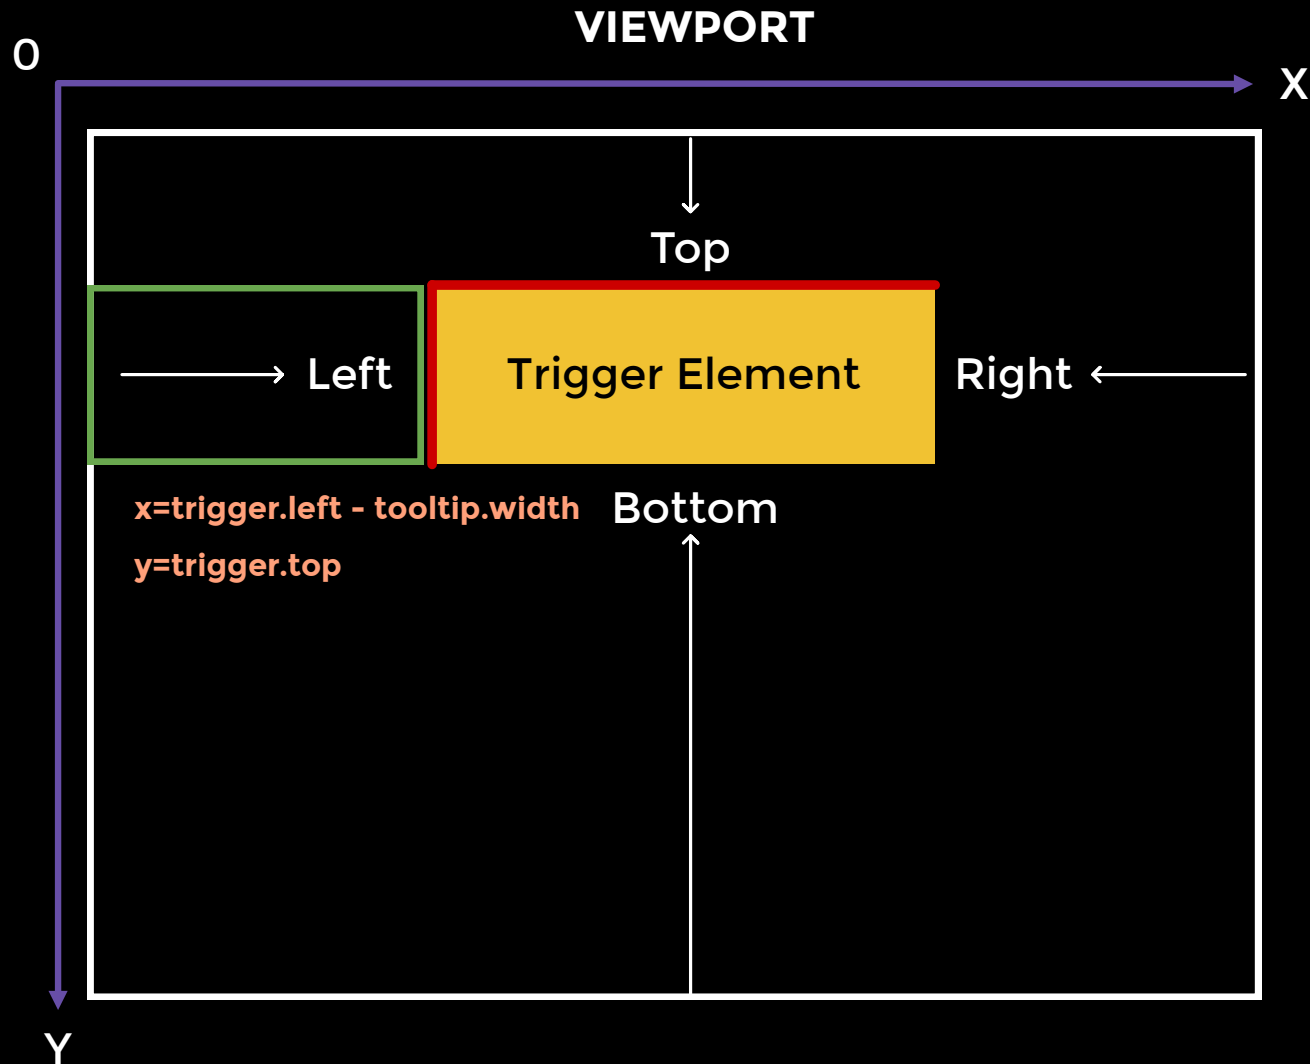 VIEWPORT
0
X
Top
Left
Trigger Element
Right
x=trigger.left - tooltip.width
Bottom
y=trigger.top
Y